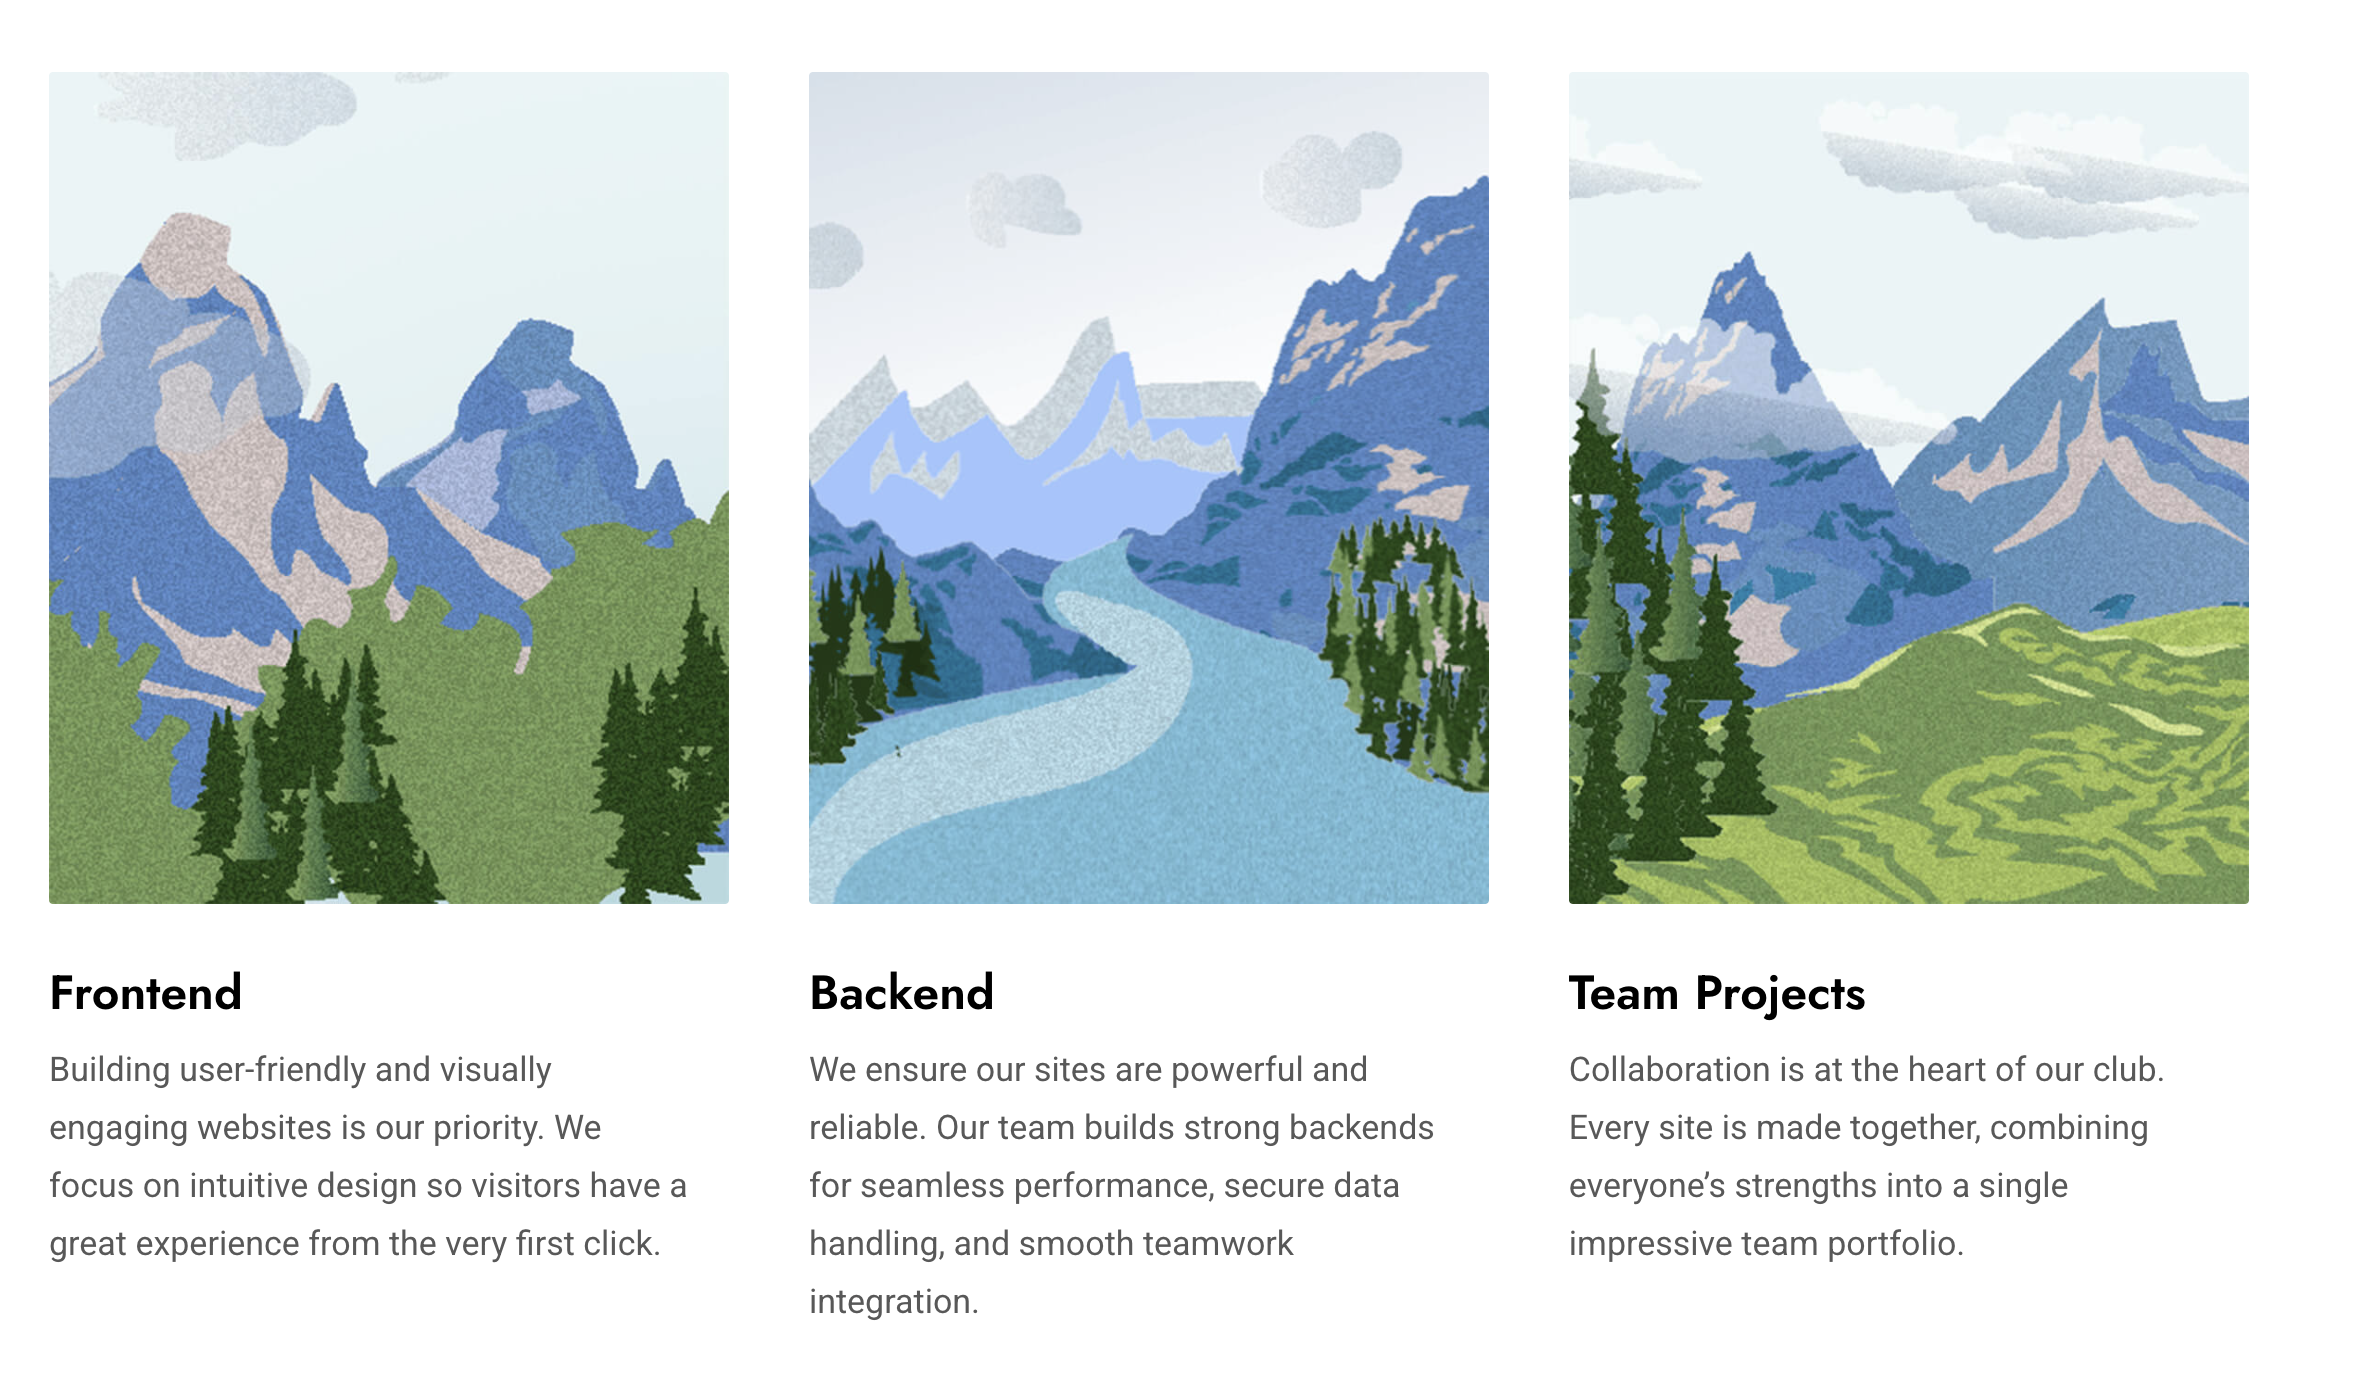 Frontend
Building user-friendly and visually
engaging websites is our priority. We
focus on intuitive design so visitors have a
great experience from the very first click.
Backend
We ensure our sites are powerful and
reliable. Our team builds strong backends
for seamless performance, secure data
handling, and smooth teamwork
integration.
Team Projects
Collaboration is at the heart of our club.
Every site is made together, combining
everyone’s strengths into a single
impressive team portfolio.